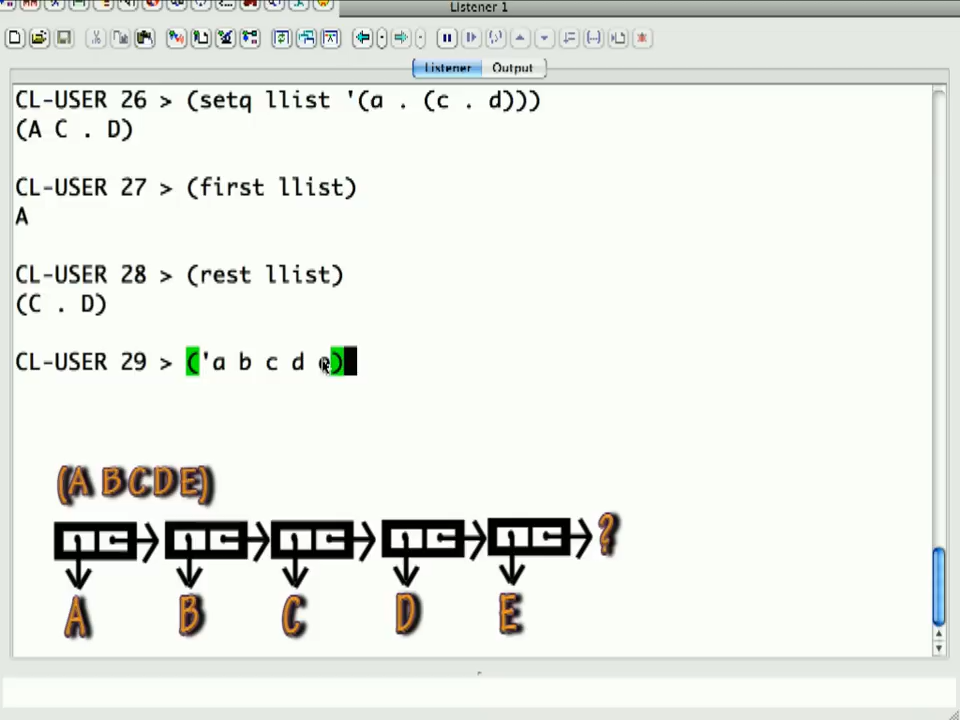 Listener 1
Listener Output
CL-USER 26 > (setq llist '(a . (c . d)))
(A C . D)
CL-USER 27 > (first llist)
A
CL-USER 28 > (rest llist)
(C . D)
CL-USER 29 > ('a b c d e)
(A B C D E)
n c n c n c n c n c ?
A B C D E